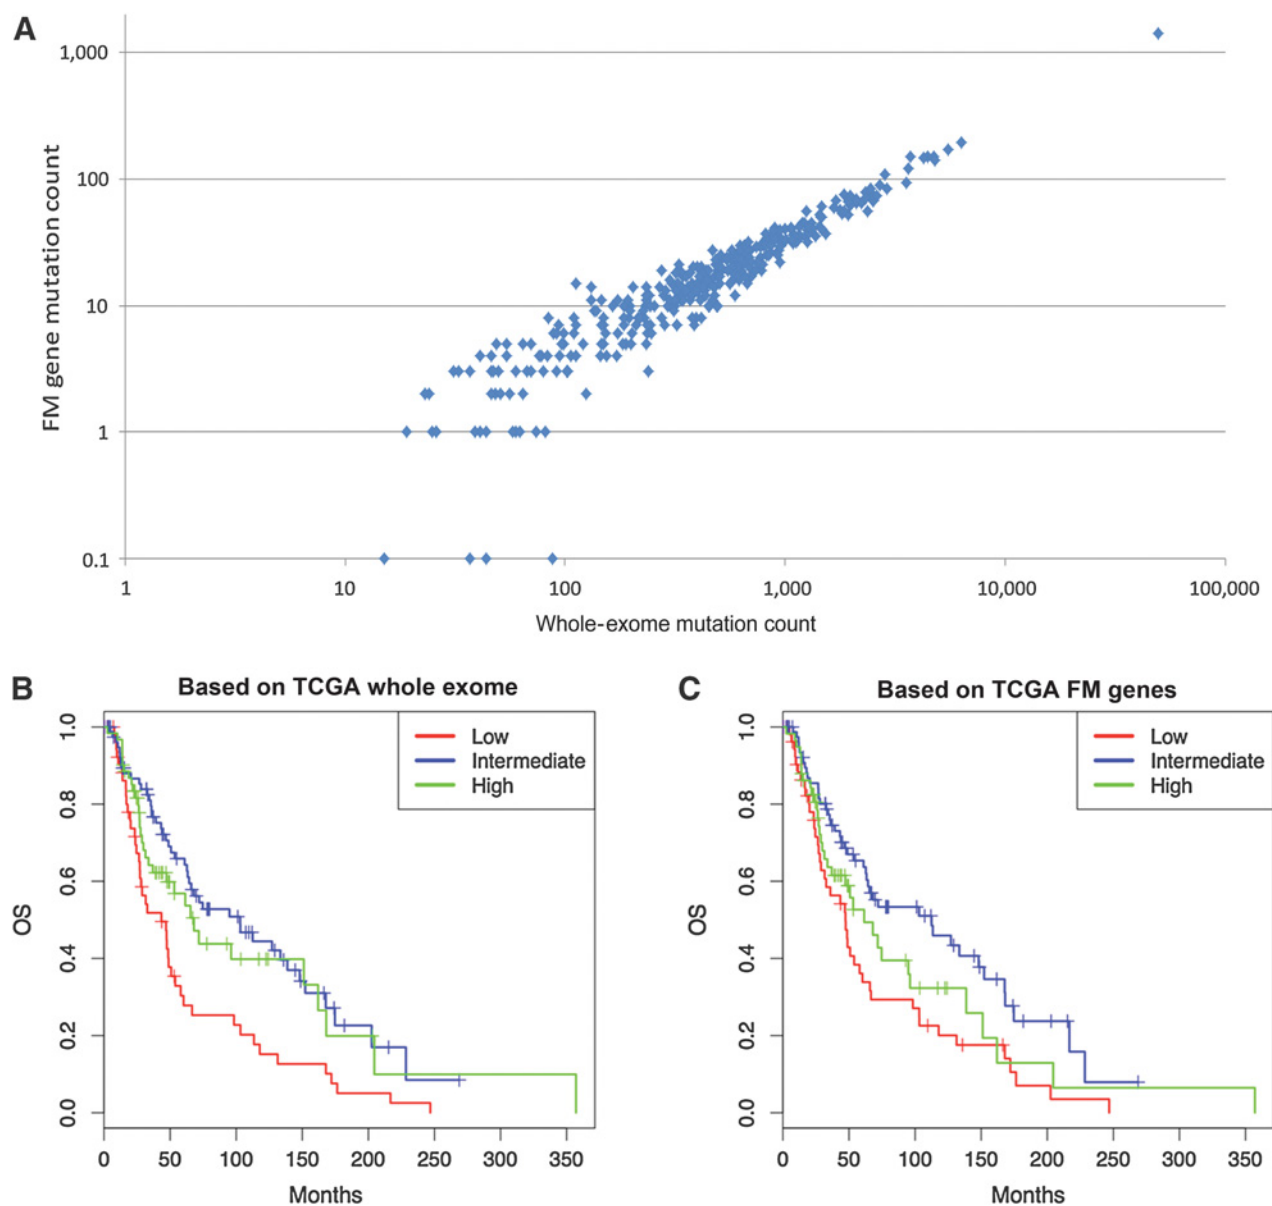 A
1,000
100
10
1
0.1
FM gene mutation count
1 10 100 1,000 10,000 100,000
Whole-exome mutation count
B
Based on TCGA whole exome
Low
Intermediate
High
1.0
0.8
0.6
0.4
0.2
0.0
OS
0 50 100 150 200 250 300 350
Months
C
Based on TCGA FM genes
Low
Intermediate
High
1.0
0.8
0.6
0.4
0.2
0.0
OS
0 50 100 150 200 250 300 350
Months